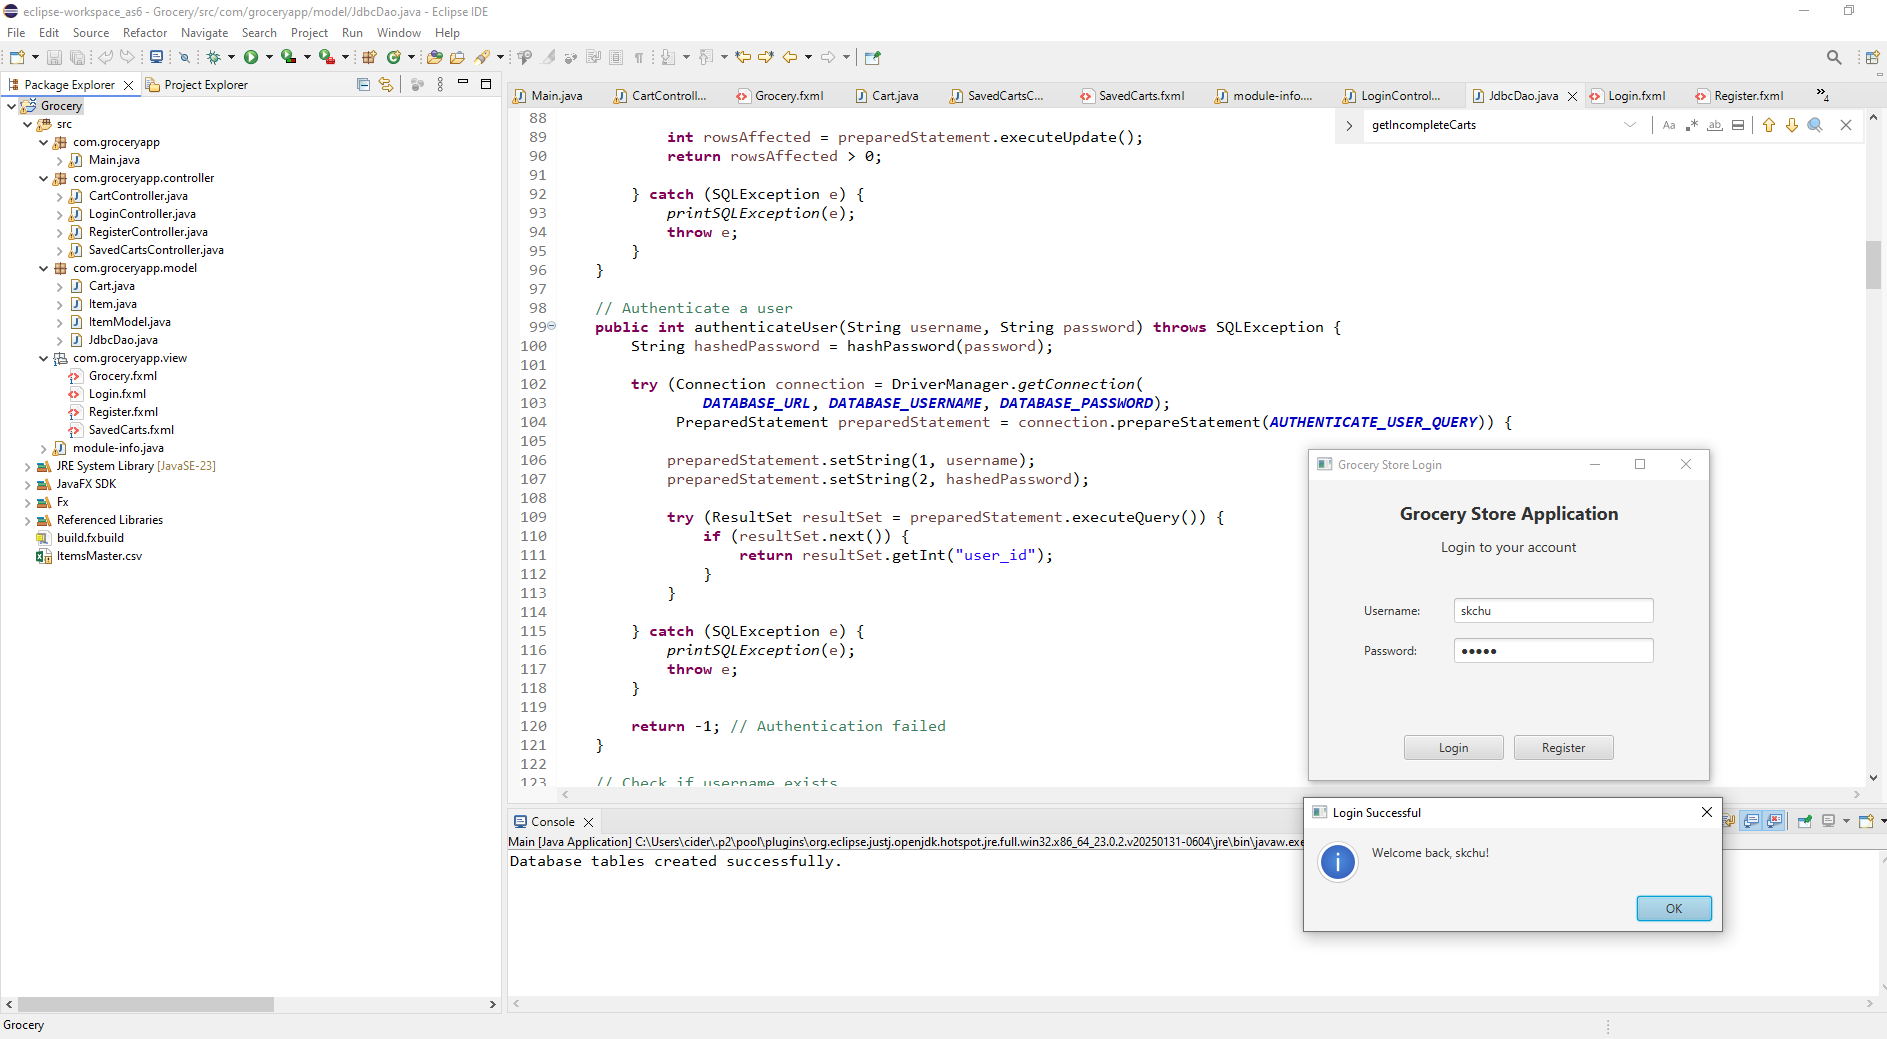 eclipse-workspace_as6 - Grocery/src/com/groceryapp/model/JdbcDao.java - Eclipse IDE
File Edit Source Refactor Navigate Search Project Run Window Help
Package Explorer
Project Explorer
Grocery
src
com.groceryapp
Main.java
com.groceryapp.controller
CartController.java
LoginController.java
RegisterController.java
SavedCartsController.java
com.groceryapp.model
Cart.java
Item.java
ItemModel.java
JdbcDao.java
com.groceryapp.view
Grocery.fxml
Login.fxml
Register.fxml
SavedCarts.fxml
module-info.java
JRE System Library [JavaSE-23]
JavaFX SDK
Fx
Referenced Libraries
build.fxbuild
ItemsMaster.csv
Main.java CartControll... Grocery.fxml Cart.java SavedCartsC... SavedCarts.fxml module-info.... LoginControl... JdbcDao.java Login.fxml Register.fxml »4
getIncompleteCarts
Aa .* ab
88
89 int rowsAffected = preparedStatement.executeUpdate();
90 return rowsAffected > 0;
91
92 } catch (SQLException e) {
93 printSQLException(e);
94 throw e;
95 }
96 }
97
98 // Authenticate a user
99 public int authenticateUser(String username, String password) throws SQLException {
100 String hashedPassword = hashPassword(password);
101
102 try (Connection connection = DriverManager.getConnection(
103 DATABASE_URL, DATABASE_USERNAME, DATABASE_PASSWORD);
104 PreparedStatement preparedStatement = connection.prepareStatement(AUTHENTICATE_USER_QUERY)) {
105
106 preparedStatement.setString(1, username);
107 preparedStatement.setString(2, hashedPassword);
108
109 try (ResultSet resultSet = preparedStatement.executeQuery()) {
110 if (resultSet.next()) {
111 return resultSet.getInt("user_id");
112 }
113 }
114
115 } catch (SQLException e) {
116 printSQLException(e);
117 throw e;
118 }
119
120 return -1; // Authentication failed
121 }
122
123 // Check if username exists
Grocery Store Login
Grocery Store Application
Login to your account
Username: skchu
Password: •••••
Login Register
Console
Main [Java Application] C:\Users\cider\.p2\pool\plugins\org.eclipse.justj.openjdk.hotspot.jre.full.win32.x86_64_23.0.2.v20250131-0604\jre\bin\javaw.exe
Database tables created successfully.
Login Successful
Welcome back, skchu!
OK
Grocery